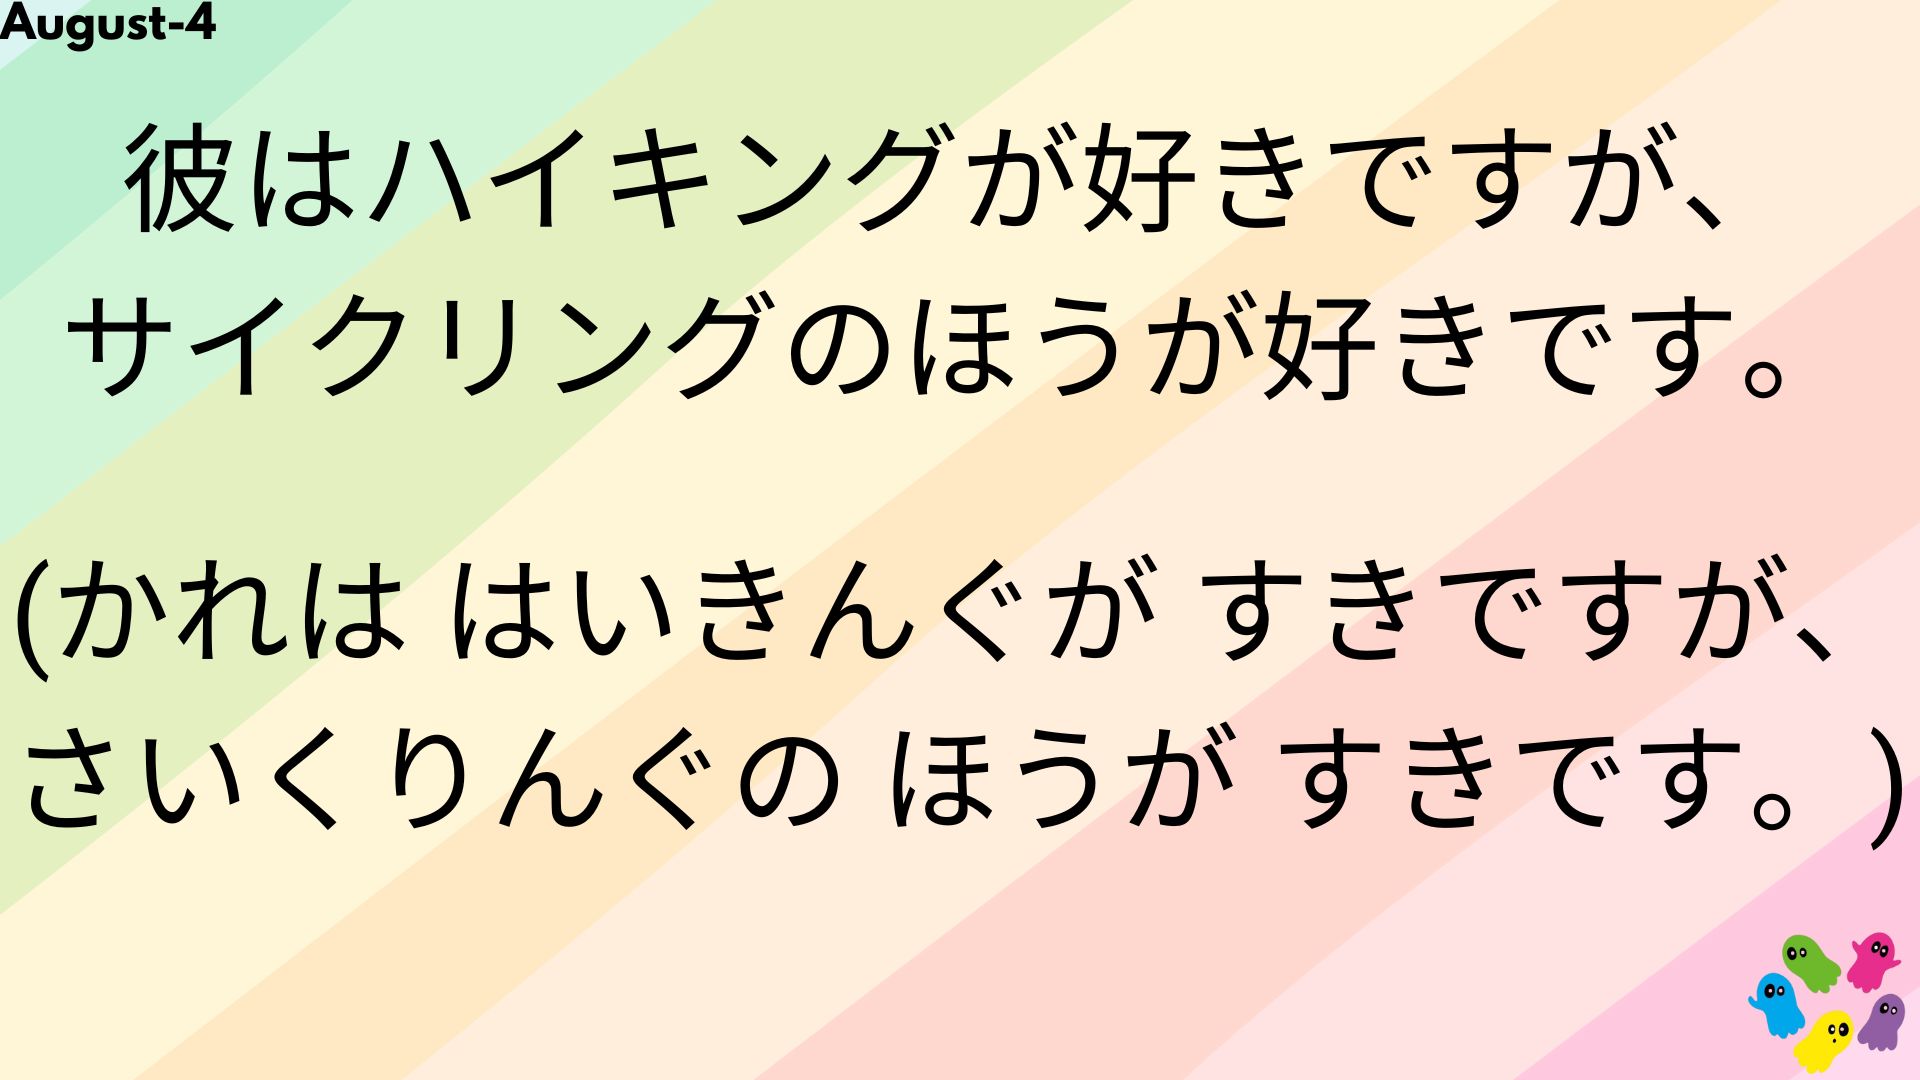 August-4
彼はハイキングが好きですが、
サイクリングのほうが好きです。
(かれは はいきんぐが すきですが、
さいくりんぐの ほうが すきです。)